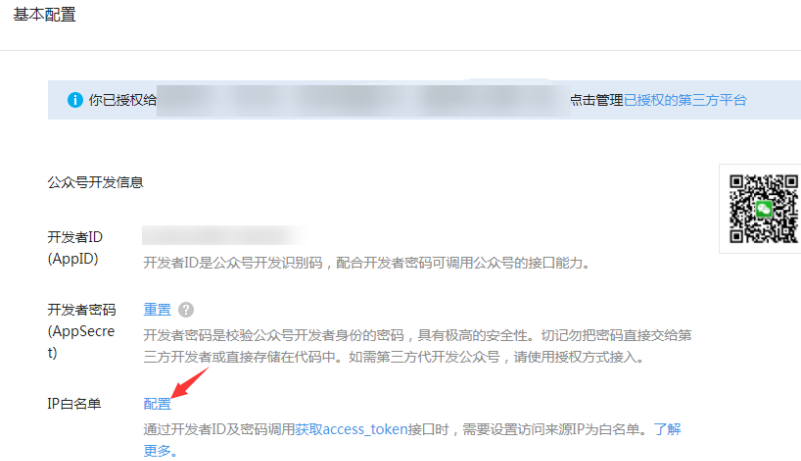 基本配置
你已授权给 点击管理已授权的第三方平台
公众号开发信息
开发者ID
(AppID)
开发者ID是公众号开发识别码，配合开发者密码可调用公众号的接口能力。
开发者密码
(AppSecre
t)
重置
开发者密码是校验公众号开发者身份的密码，具有极高的安全性。切记勿把密码直接交给第
三方开发者或直接存储在代码中。如需第三方代开发公众号，请使用授权方式接入。
IP白名单
配置
通过开发者ID及密码调用获取access_token接口时，需要设置访问来源IP为白名单。了解
更多。